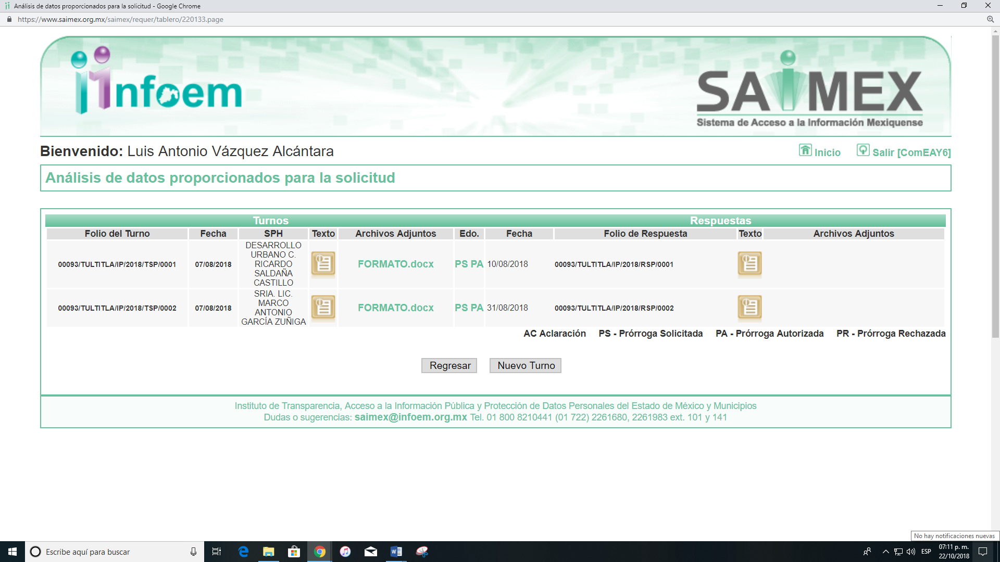 Análisis de datos proporcionados para la solicitud - Google Chrome
https://www.saimex.org.mx/saimex/requer/tablero/220133.page
infoem
SAIMEX
Sistema de Acceso a la Información Mexiquense
Bienvenido: Luis Antonio Vázquez Alcántara
Inicio
Salir [ComEAY6]
Análisis de datos proporcionados para la solicitud
Turnos Respuestas
Folio del Turno Fecha SPH Texto Archivos Adjuntos Edo. Fecha Folio de Respuesta Texto Archivos Adjuntos
00093/TULTITLA/IP/2018/TSP/0001 07/08/2018
DESARROLLO
URBANO C.
RICARDO
SALDAÑA
CASTILLO
FORMATO.docx PS PA 10/08/2018 00093/TULTITLA/IP/2018/RSP/0001
00093/TULTITLA/IP/2018/TSP/0002 07/08/2018
SRIA. LIC.
MARCO
ANTONIO
GARCÍA ZUÑIGA
FORMATO.docx PS PA 31/08/2018 00093/TULTITLA/IP/2018/RSP/0002
AC Aclaración PS - Prórroga Solicitada PA - Prórroga Autorizada PR - Prórroga Rechazada
Regresar Nuevo Turno
Instituto de Transparencia, Acceso a la Información Pública y Protección de Datos Personales del Estado de México y Municipios
Dudas o sugerencias: saimex@infoem.org.mx Tel. 01 800 8210441 (01 722) 2261680, 2261983 ext. 101 y 141
No hay notificaciones nuevas
Escribe aquí para buscar
ESP
07:11 p. m.
22/10/2018